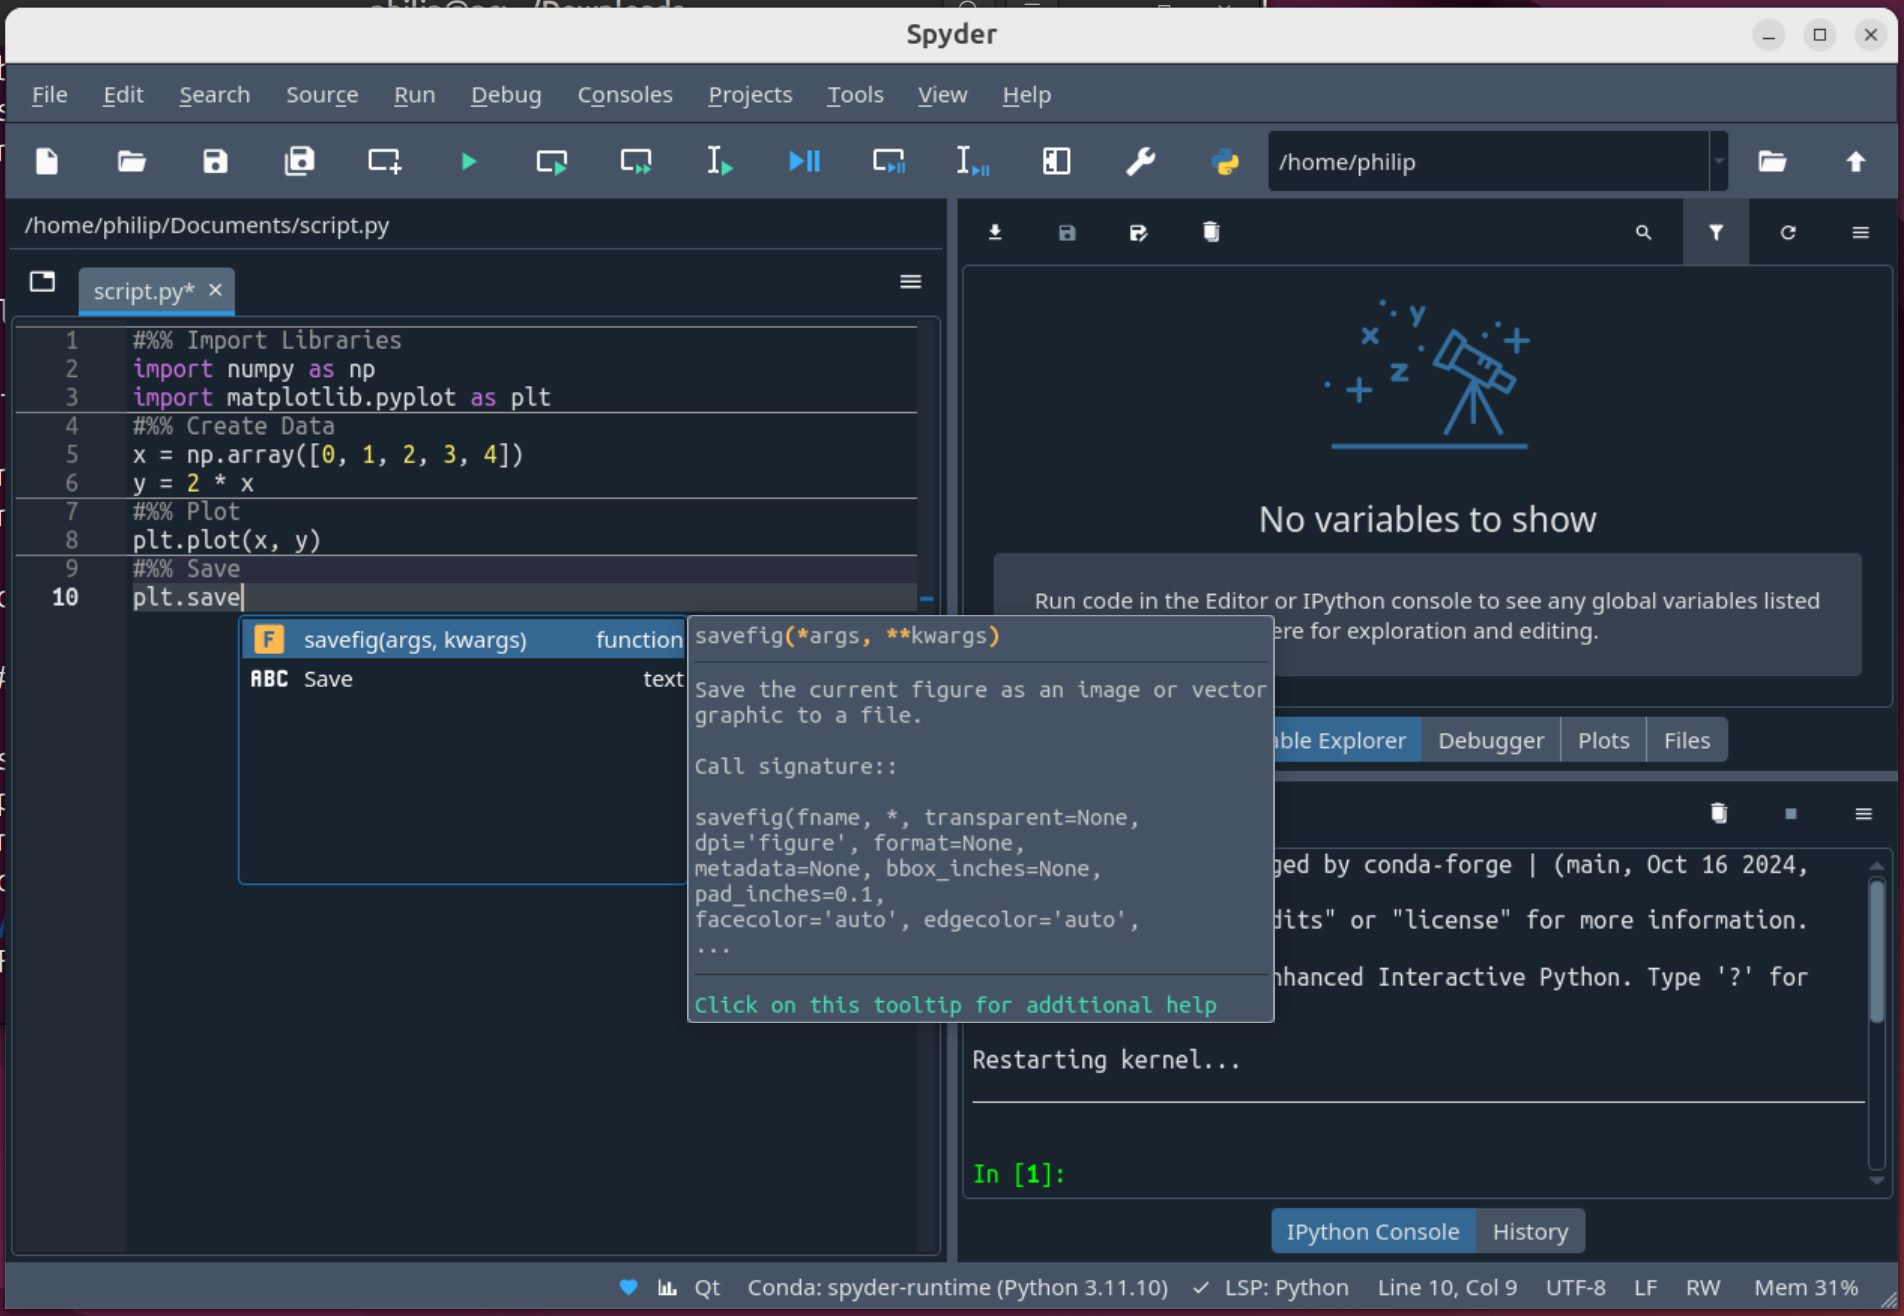 Spyder
File Edit Search Source Run Debug Consoles Projects Tools View Help
/home/philip
/home/philip/Documents/script.py
script.py*
1 #%% Import Libraries
2 import numpy as np
3 import matplotlib.pyplot as plt
4 #%% Create Data
5 x = np.array([0, 1, 2, 3, 4])
6 y = 2 * x
7 #%% Plot
8 plt.plot(x, y)
9 #%% Save
10 plt.save
F savefig(args, kwargs) function
ABC Save text
savefig(*args, **kwargs)
Save the current figure as an image or vector
graphic to a file.
Call signature::
savefig(fname, *, transparent=None,
dpi='figure', format=None,
metadata=None, bbox_inches=None,
pad_inches=0.1,
facecolor='auto', edgecolor='auto',
...
Click on this tooltip for additional help
x y z
No variables to show
Run code in the Editor or IPython console to see any global variables listed
ere for exploration and editing.
able Explorer Debugger Plots Files
ged by conda-forge | (main, Oct 16 2024,
dits" or "license" for more information.
nhanced Interactive Python. Type '?' for
Restarting kernel...
In [1]:
IPython Console History
Qt Conda: spyder-runtime (Python 3.11.10) LSP: Python Line 10, Col 9 UTF-8 LF RW Mem 31%